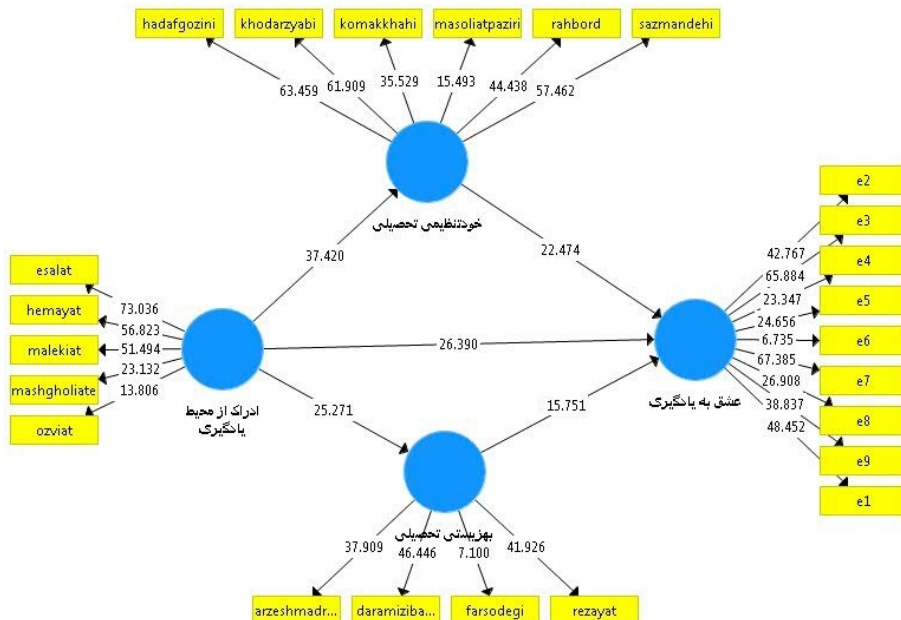 hadafgozini
khodarzyabi
komakkhahi
masoliatpaziri
rahbord
sazmandehi
63.459
61.909
35.529
15.493
44.438
57.462
خودتنظیمی تحصیلی
37.420
22.474
esalat
hemayat
malekiat
mashgholiate
ozviat
73.036
56.823
51.494
23.132
13.806
ادراک از محیط
یادگیری
26.390
25.271
15.751
عشق به یادگیری
42.767
65.884
23.347
24.656
6.735
67.385
26.908
38.837
48.452
e2
e3
e4
e5
e6
e7
e8
e9
e1
بهزیستی تحصیلی
37.909
46.446
7.100
41.926
arzeshmadr...
daramiziba...
farsodegi
rezayat